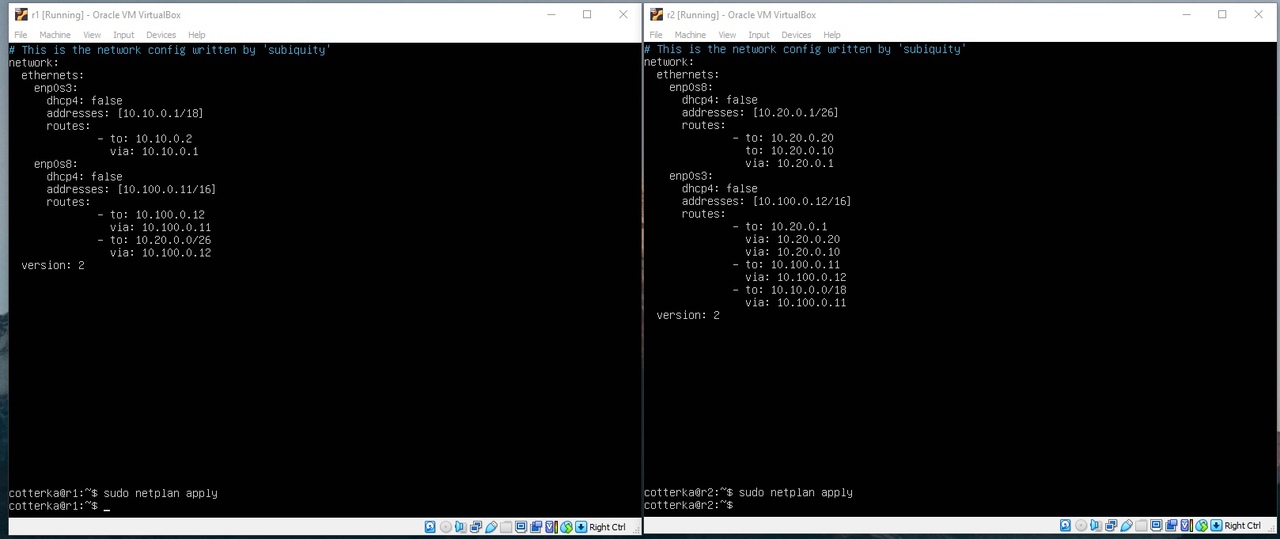 r1 [Running] - Oracle VM VirtualBox
File Machine View Input Devices Help
# This is the network config written by 'subiquity'
network:
  ethernets:
    enp0s3:
      dhcp4: false
      addresses: [10.10.0.1/18]
      routes:
              - to: 10.10.0.2
                via: 10.10.0.1
    enp0s8:
      dhcp4: false
      addresses: [10.100.0.11/16]
      routes:
              - to: 10.100.0.12
                via: 10.100.0.11
              - to: 10.20.0.0/26
                via: 10.100.0.12
  version: 2
cotterka@r1:~$ sudo netplan apply
cotterka@r1:~$ _
Right Ctrl
r2 [Running] - Oracle VM VirtualBox
File Machine View Input Devices Help
# This is the network config written by 'subiquity'
network:
  ethernets:
    enp0s8:
      dhcp4: false
      addresses: [10.20.0.1/26]
      routes:
              - to: 10.20.0.20
                to: 10.20.0.10
                via: 10.20.0.1
    enp0s3:
      dhcp4: false
      addresses: [10.100.0.12/16]
      routes:
              - to: 10.20.0.1
                via: 10.20.0.20
                via: 10.20.0.10
              - to: 10.100.0.11
                via: 10.100.0.12
              - to: 10.10.0.0/18
                via: 10.100.0.11
  version: 2
cotterka@r2:~$ sudo netplan apply
cotterka@r2:~$
Right Ctrl